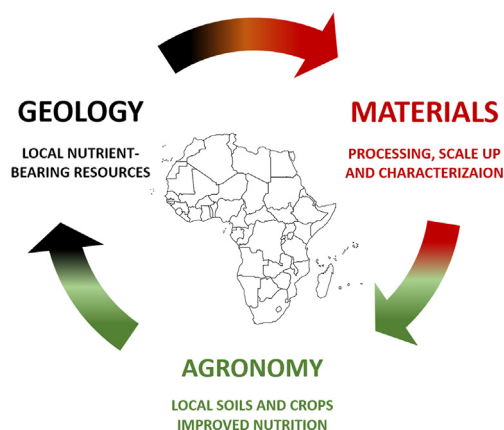 GEOLOGY
LOCAL NUTRIENT-
BEARING RESOURCES
MATERIALS
PROCESSING, SCALE UP
AND CHARACTERIZAION
AGRONOMY
LOCAL SOILS AND CROPS
IMPROVED NUTRITION